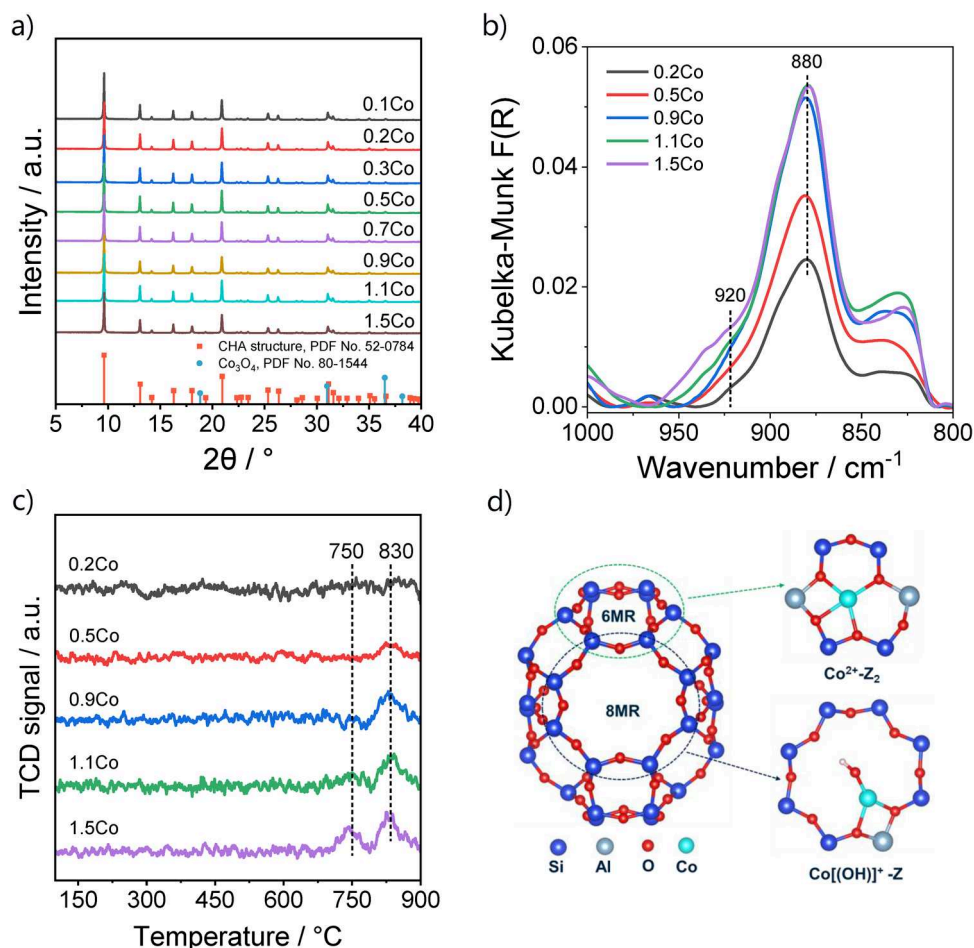 a)
Intensity / a.u.
0.1Co
0.2Co
0.3Co
0.5Co
0.7Co
0.9Co
1.1Co
1.5Co
CHA structure, PDF No. 52-0784
Co₃O₄, PDF No. 80-1544
5 10 15 20 25 30 35 40
2θ / °
b)
Kubelka-Munk F(R)
0.06
0.04
0.02
0.00
0.2Co
0.5Co
0.9Co
1.1Co
1.5Co
880
920
1000 950 900 850 800
Wavenumber / cm⁻¹
c)
TCD signal / a.u.
750 830
0.2Co
0.5Co
0.9Co
1.1Co
1.5Co
150 300 450 600 750 900
Temperature / °C
d)
6MR
8MR
Si Al O Co
Co²⁺-Z₂
Co[(OH)]⁺ -Z